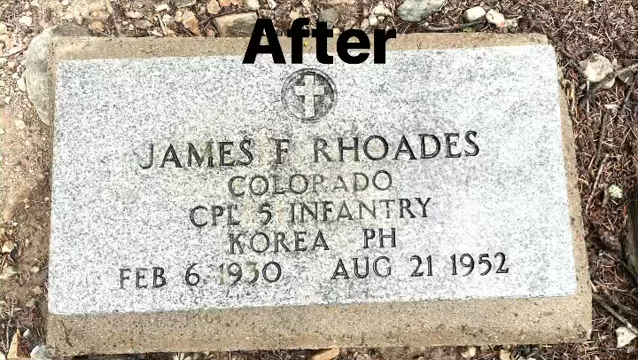 After
JAMES F RHOADES
COLORADO
CPL 5 INFANTRY
KOREA PH
FEB 6 1930 AUG 21 1952